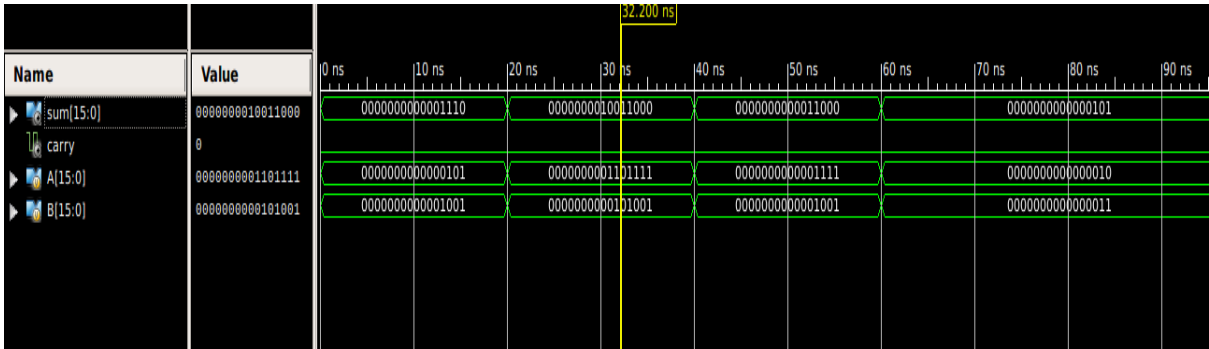 32.200 ns
Name Value 0 ns 10 ns 20 ns 30 ns 40 ns 50 ns 60 ns 70 ns 80 ns 90 ns
sum[15:0] 0000000010011000 0000000000001110 0000000010011000 0000000000011000 0000000000000101
carry 0
A[15:0] 0000000001101111 0000000000000101 0000000001101111 0000000000001111 0000000000000010
B[15:0] 0000000000101001 0000000000001001 0000000000101001 0000000000001001 0000000000000011